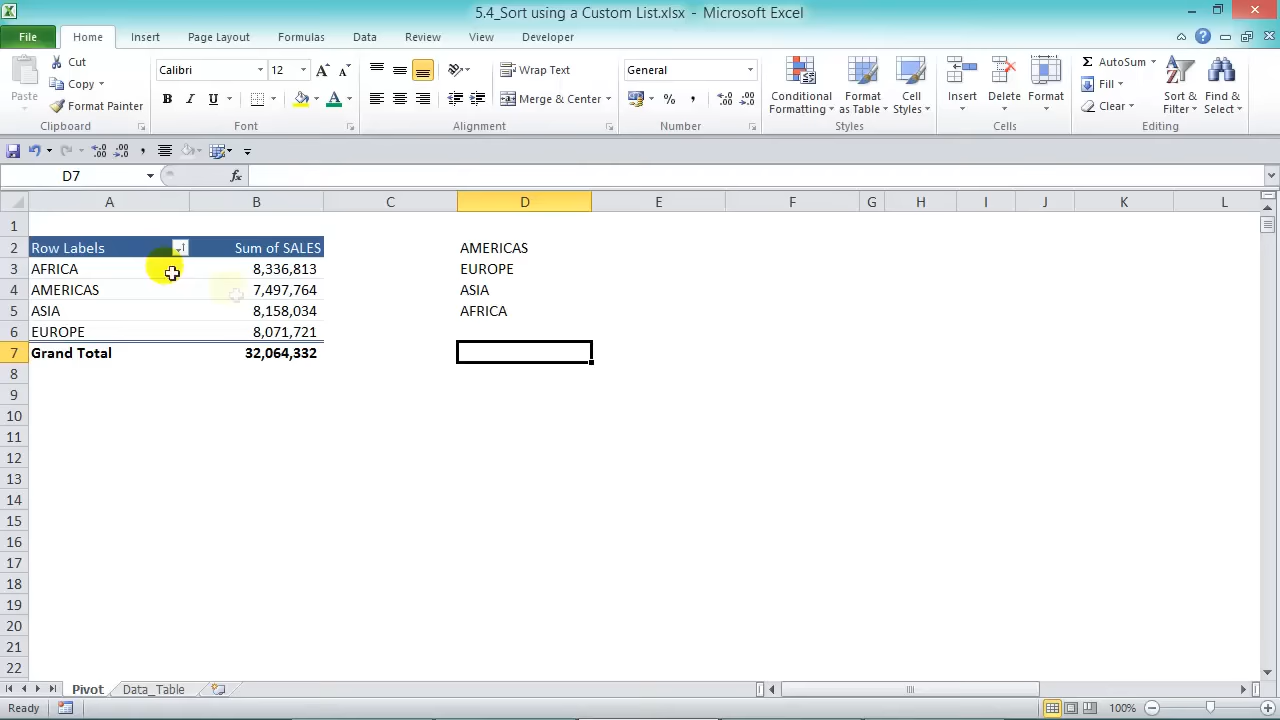 5.4_Sort using a Custom List.xlsx - Microsoft Excel
File Home Insert Page Layout Formulas Data Review View Developer
Paste Cut Copy Format Painter Clipboard
Calibri 12 B I U A A A Font
Wrap Text Merge & Center Alignment
General % , Number
Conditional Formatting Format as Table Cell Styles Styles
Insert Delete Format Cells
Σ AutoSum Fill Clear Sort & Filter Find & Select Editing
D7 fx
A B C D E F G H I J K L
1
2 Row Labels Sum of SALES AMERICAS
3 AFRICA 8,336,813 EUROPE
4 AMERICAS 7,497,764 ASIA
5 ASIA 8,158,034 AFRICA
6 EUROPE 8,071,721
7 Grand Total 32,064,332
8
9
10
11
12
13
14
15
16
17
18
19
20
21
22
Pivot Data_Table
Ready 100%